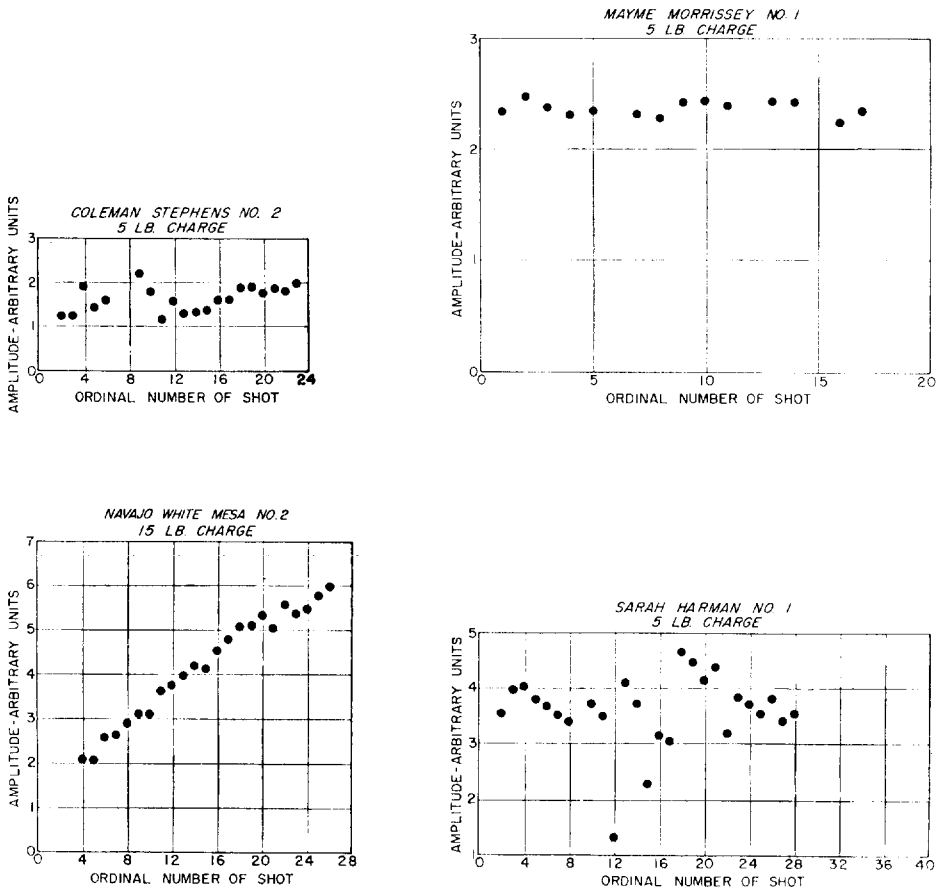 MAYME MORRISSEY NO. 1
5 LB CHARGE
AMPLITUDE-ARBITRARY UNITS
3
2
1
0
0 5 10 15 20
ORDINAL NUMBER OF SHOT
COLEMAN STEPHENS NO. 2
5 LB. CHARGE
AMPLITUDE-ARBITRARY UNITS
3
2
1
0
0 4 8 12 16 20 24
ORDINAL NUMBER OF SHOT
NAVAJO WHITE MESA NO. 2
15 LB. CHARGE
AMPLITUDE-ARBITRARY UNITS
7
6
5
4
3
2
1
0
0 4 8 12 16 20 24 28
ORDINAL NUMBER OF SHOT
SARAH HARMAN NO. 1
5 LB. CHARGE
AMPLITUDE-ARBITRARY UNITS
5
4
3
2
1
0 4 8 12 16 20 24 28 32 36 40
ORDINAL NUMBER OF SHOT